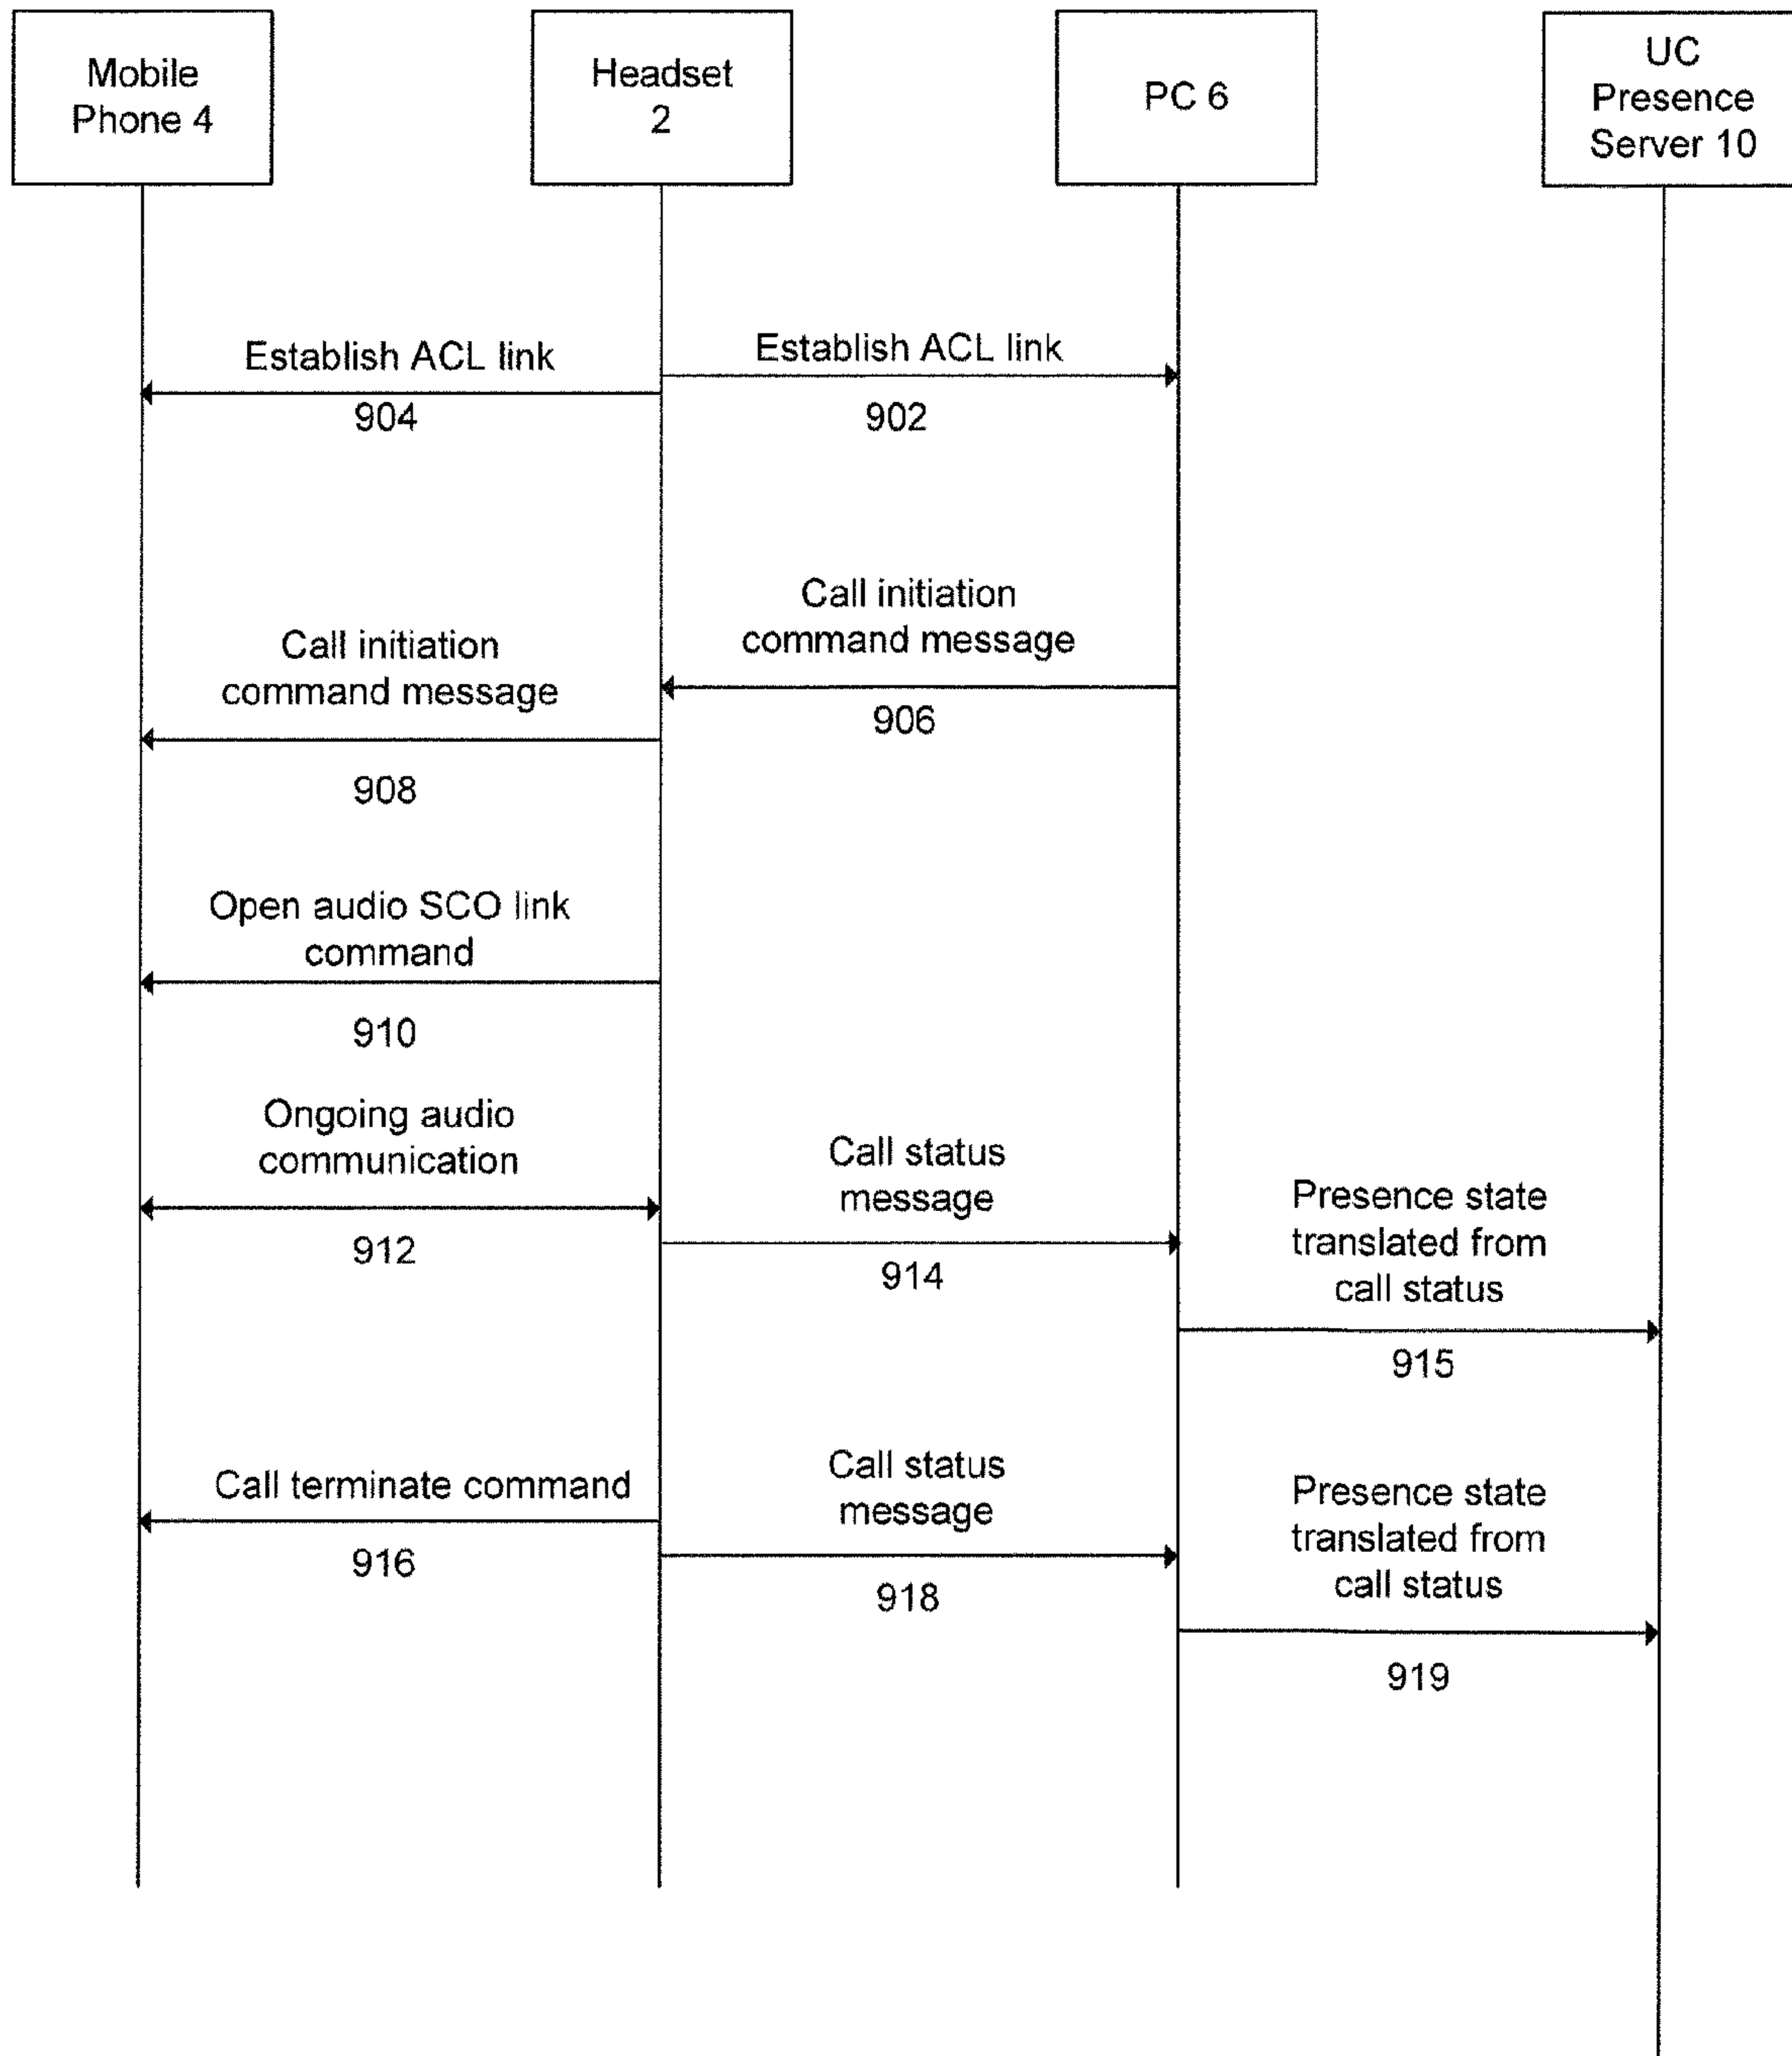 Mobile
Phone 4
Headset
2
PC 6
UC
Presence
Server 10
Establish ACL link
904
Establish ACL link
902
Call initiation
command message
906
Call initiation
command message
908
Open audio SCO link
command
910
Ongoing audio
communication
912
Call status
message
914
Presence state
translated from
call status
915
Call terminate command
916
Call status
message
918
Presence state
translated from
call status
919